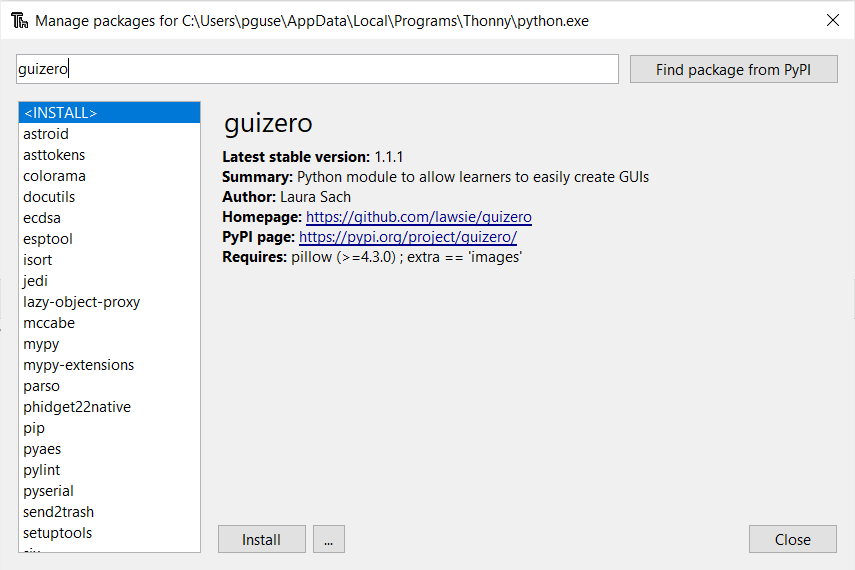 Manage packages for C:\Users\pguse\AppData\Local\Programs\Thonny\python.exe
guizero
Find package from PyPI
<INSTALL>
astroid
asttokens
colorama
docutils
ecdsa
esptool
isort
jedi
lazy-object-proxy
mccabe
mypy
mypy-extensions
parso
phidget22native
pip
pyaes
pylint
pyserial
send2trash
setuptools
guizero
Latest stable version: 1.1.1
Summary: Python module to allow learners to easily create GUIs
Author: Laura Sach
Homepage: https://github.com/lawsie/guizero
PyPI page: https://pypi.org/project/guizero/
Requires: pillow (>=4.3.0) ; extra == 'images'
Install
...
Close